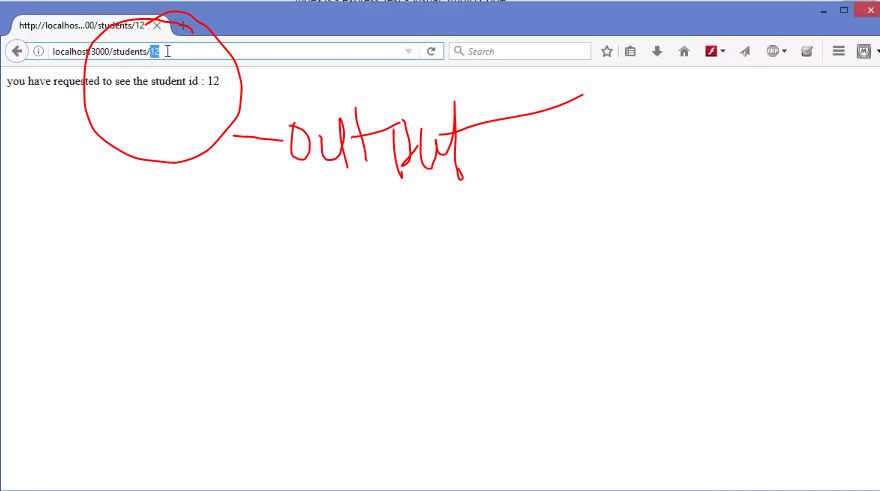 http://localhos...00/students/12
localhost:3000/students/12
Search
you have requested to see the student id : 12
output